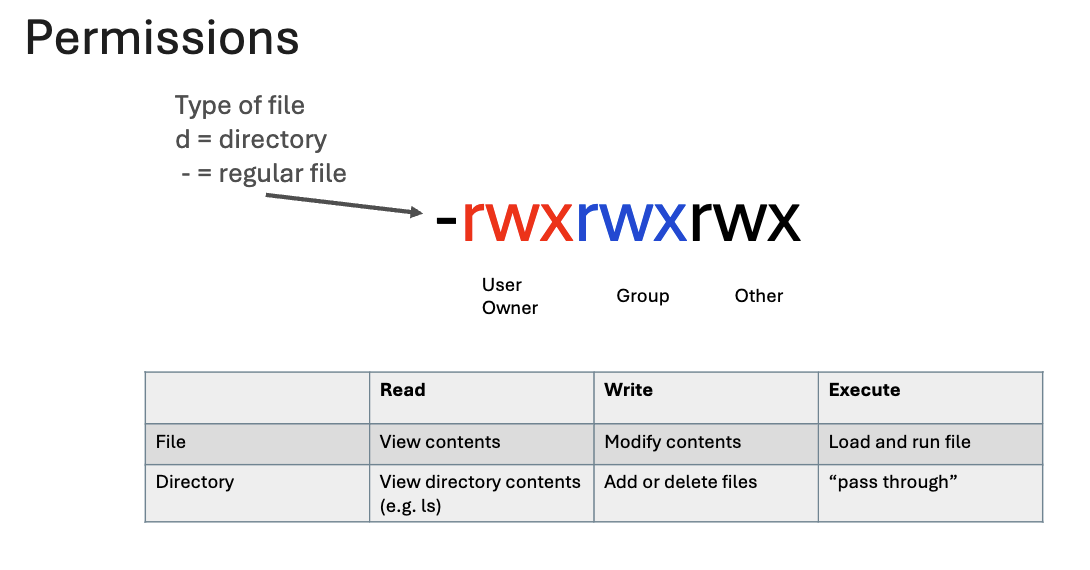 Permissions
Type of file
d = directory
- = regular file
-rwxrwxrwx
User
Owner
Group
Other
Read
Write
Execute
File
View contents
Modify contents
Load and run file
Directory
View directory contents
(e.g. ls)
Add or delete files
“pass through”